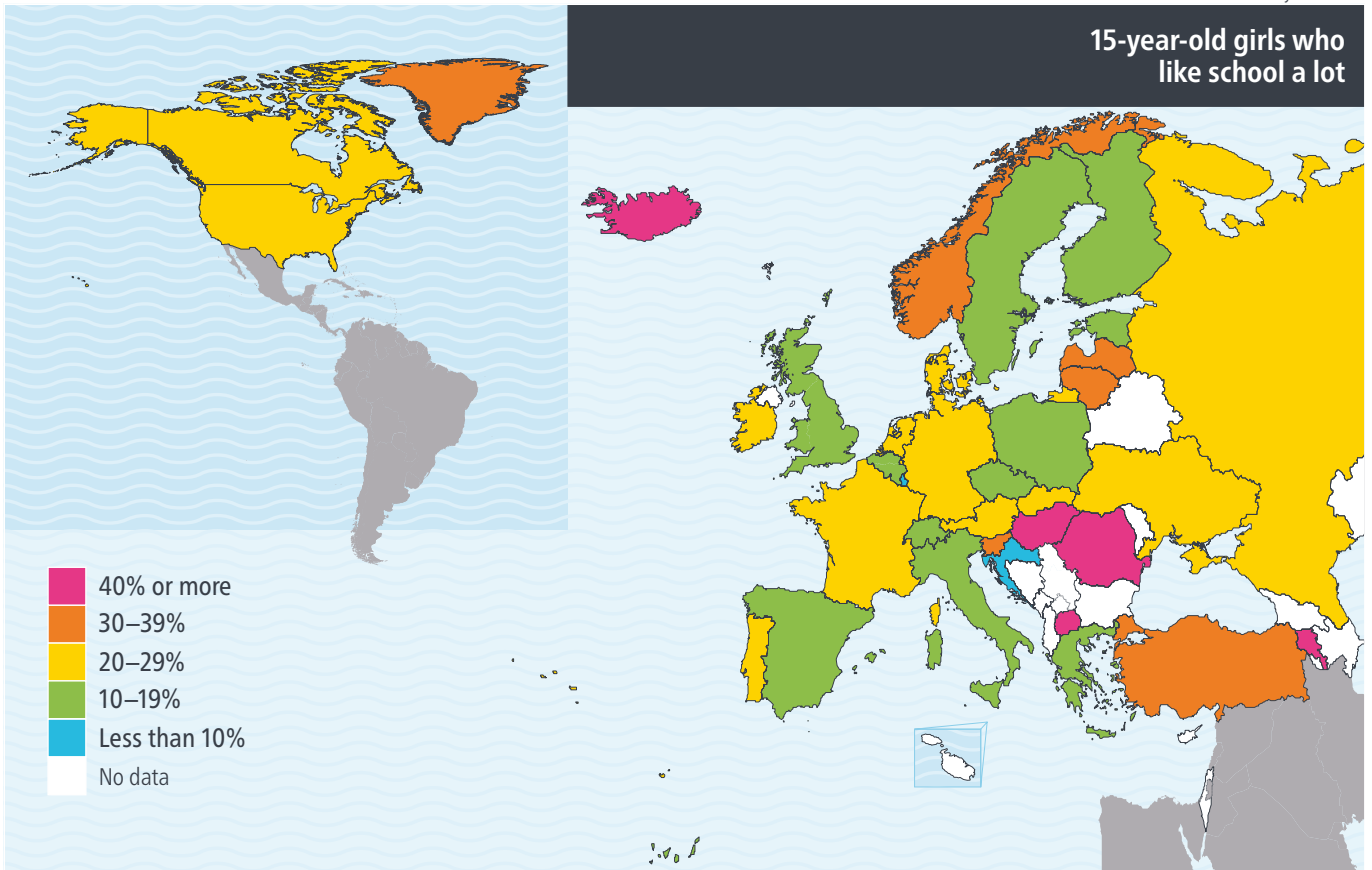 15-year-old girls who
like school a lot
40% or more
30–39%
20–29%
10–19%
Less than 10%
No data